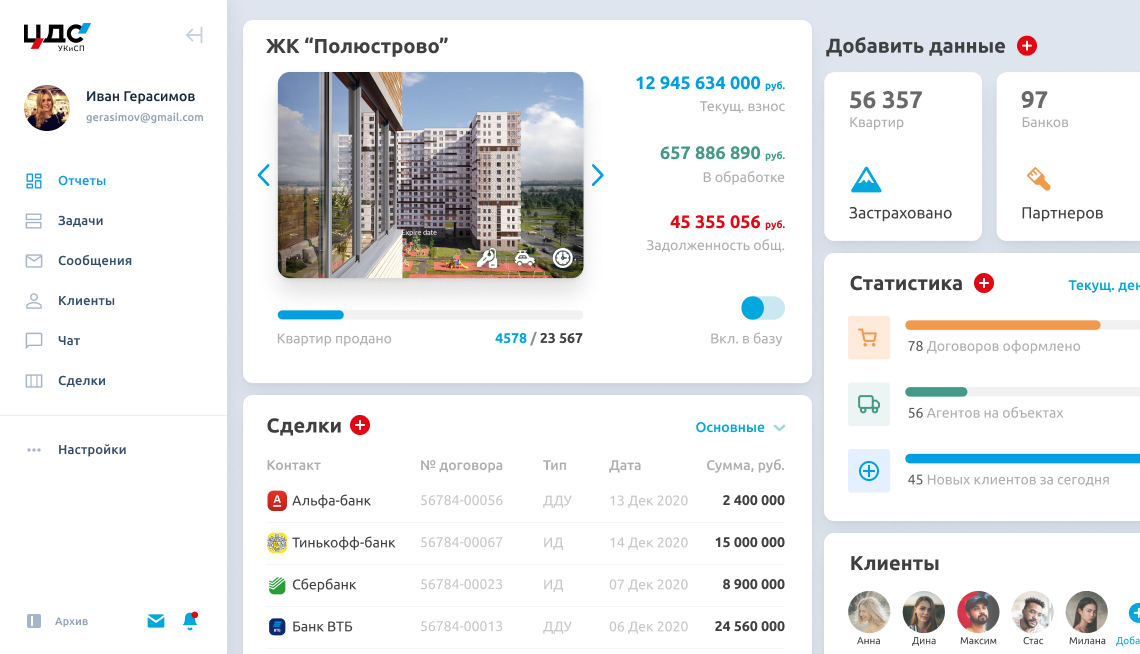 ЦДС
УКиСП
Иван Герасимов
gerasimov@gmail.com
Отчеты
Задачи
Сообщения
Клиенты
Чат
Сделки
Настройки
Архив
ЖК “Полюстрово”
12 945 634 000 руб.
Текущ. взнос
657 886 890 руб.
В обработке
45 355 056 руб.
Задолженность общ.
Expire date
Квартир продано
4578 / 23 567
Вкл. в базу
Сделки
Основные
Контакт № договора Тип Дата Сумма, руб.
Альфа-банк 56784-00056 ДДУ 13 Дек 2020 2 400 000
Тинькофф-банк 56784-00067 ИД 14 Дек 2020 15 000 000
Сбербанк 56784-00023 ИД 07 Дек 2020 8 900 000
Банк ВТБ 56784-00013 ДДУ 06 Дек 2020 24 560 000
Добавить данные
56 357
Квартир
Застраховано
97
Банков
Партнеров
Статистика
Текущ. ден
78 Договоров оформлено
56 Агентов на объектах
45 Новых клиентов за сегодня
Клиенты
Анна Дина Максим Стас Милана Доба